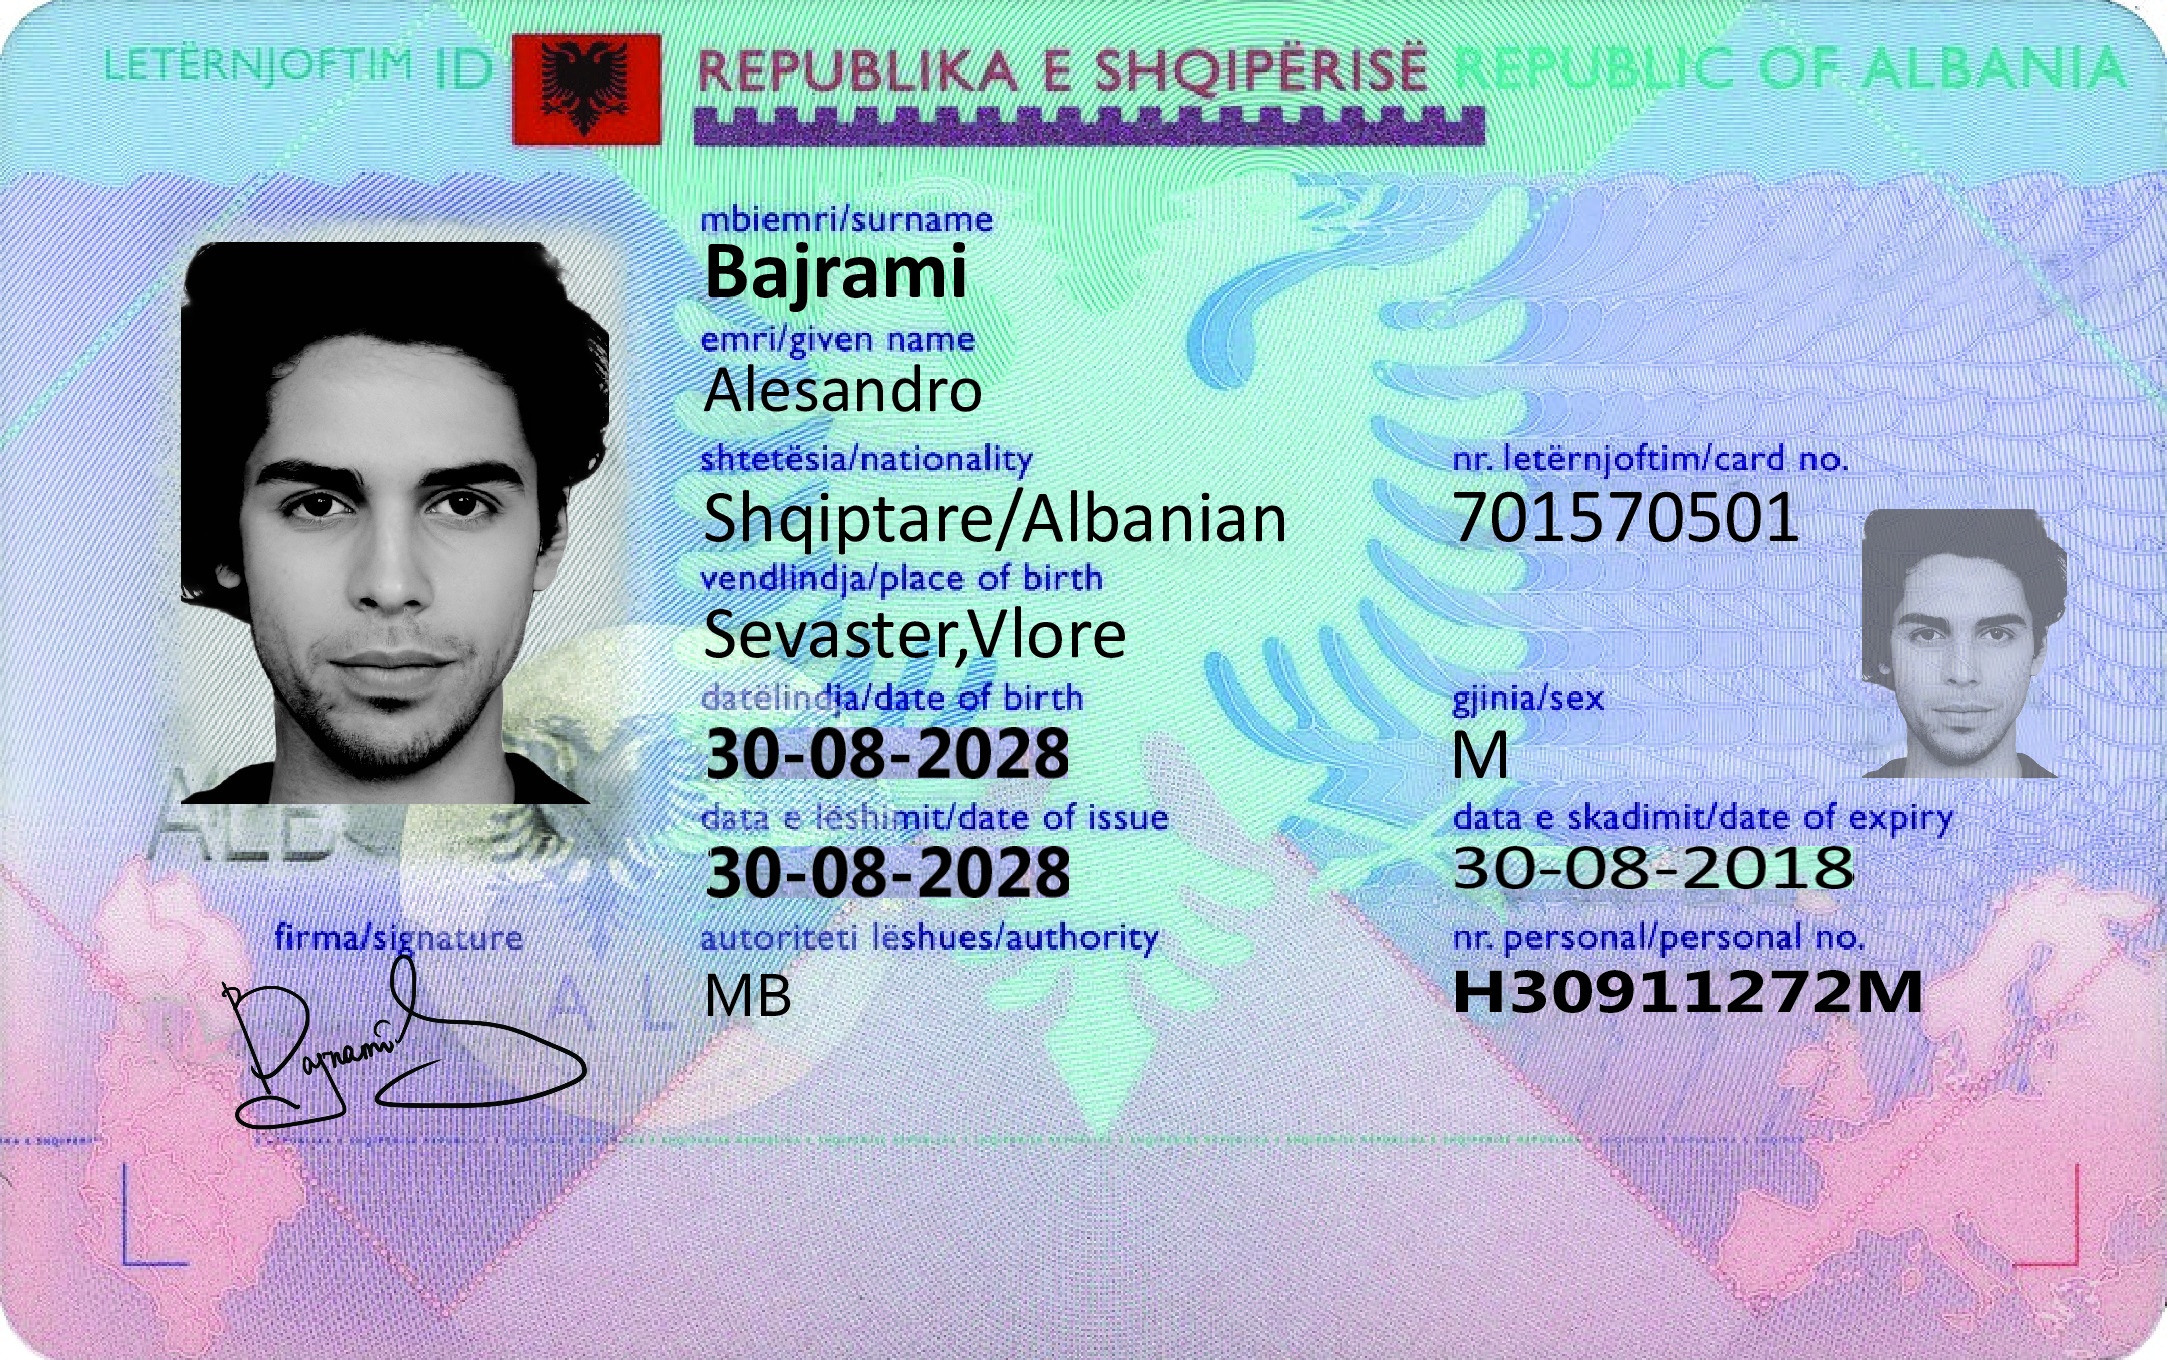 LETËRNJOFTIM ID REPUBLIKA E SHQIPËRISË REPUBLIC OF ALBANIA
mbiemri/surname
Bajrami
emri/given name
Alesandro
shtetësia/nationality
Shqiptare/Albanian
nr. letërnjoftim/card no.
701570501
vendlindja/place of birth
Sevaster,Vlore
datëlindja/date of birth
30-08-2028
gjinia/sex
M
data e lëshimit/date of issue
30-08-2028
data e skadimit/date of expiry
30-08-2018
autoriteti lëshues/authority
MB
nr. personal/personal no.
H30911272M
firma/signature
Bajrami